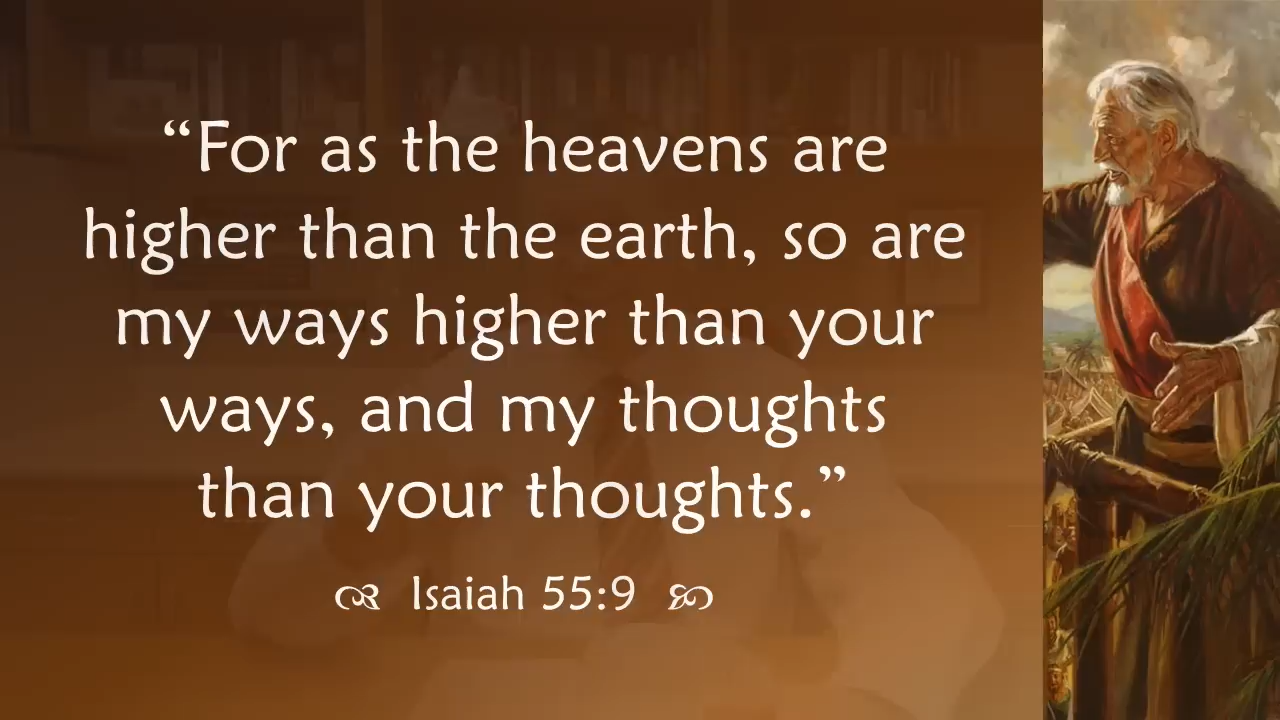 “For as the heavens are
higher than the earth, so are
my ways higher than your
ways, and my thoughts
than your thoughts.”
Isaiah 55:9